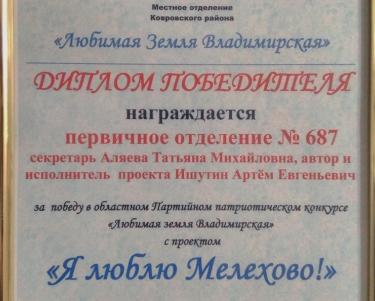 Местное отделение
Ковровского района
«Любимая Земля Владимирская»
ДИПЛОМ ПОБЕДИТЕЛЯ
награждается
первичное отделение № 687
секретарь Аляева Татьяна Михайловна, автор и
исполнитель проекта Ишутин Артём Евгеньевич
за победу в областном Партийном патриотическом конкурсе
«Любимая земля Владимирская»
с проектом
«Я люблю Мелехово!»